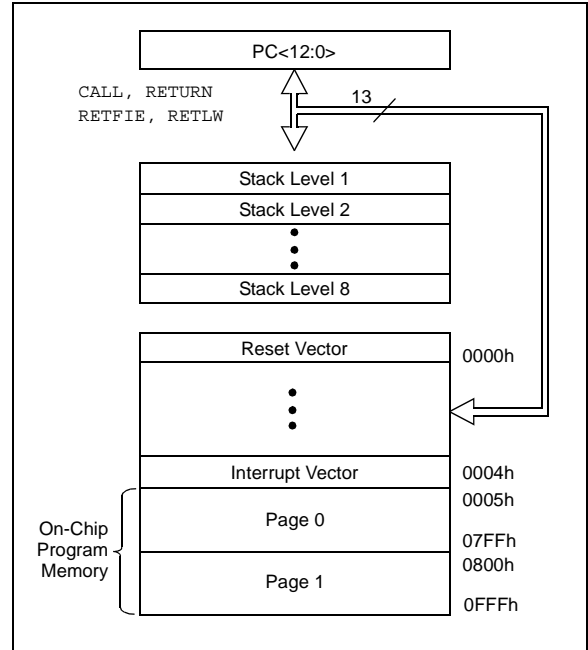 PC<12:0>
CALL, RETURN
RETFIE, RETLW
13
Stack Level 1
Stack Level 2
Stack Level 8
Reset Vector
0000h
Interrupt Vector
0004h
0005h
Page 0
07FFh
On-Chip
Program
Memory
0800h
Page 1
0FFFh